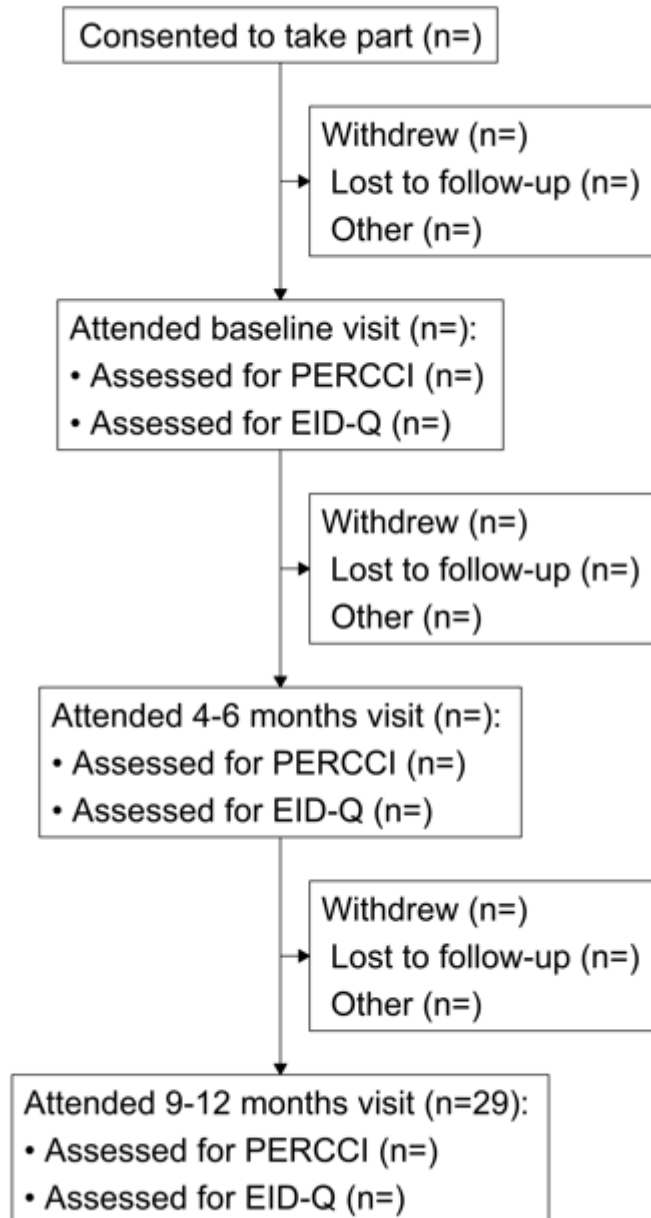 Consented to take part (n=)
Withdrew (n=)
Lost to follow-up (n=)
Other (n=)
Attended baseline visit (n=):
• Assessed for PERCCI (n=)
• Assessed for EID-Q (n=)
Withdrew (n=)
Lost to follow-up (n=)
Other (n=)
Attended 4-6 months visit (n=):
• Assessed for PERCCI (n=)
• Assessed for EID-Q (n=)
Withdrew (n=)
Lost to follow-up (n=)
Other (n=)
Attended 9-12 months visit (n=29):
• Assessed for PERCCI (n=)
• Assessed for EID-Q (n=)